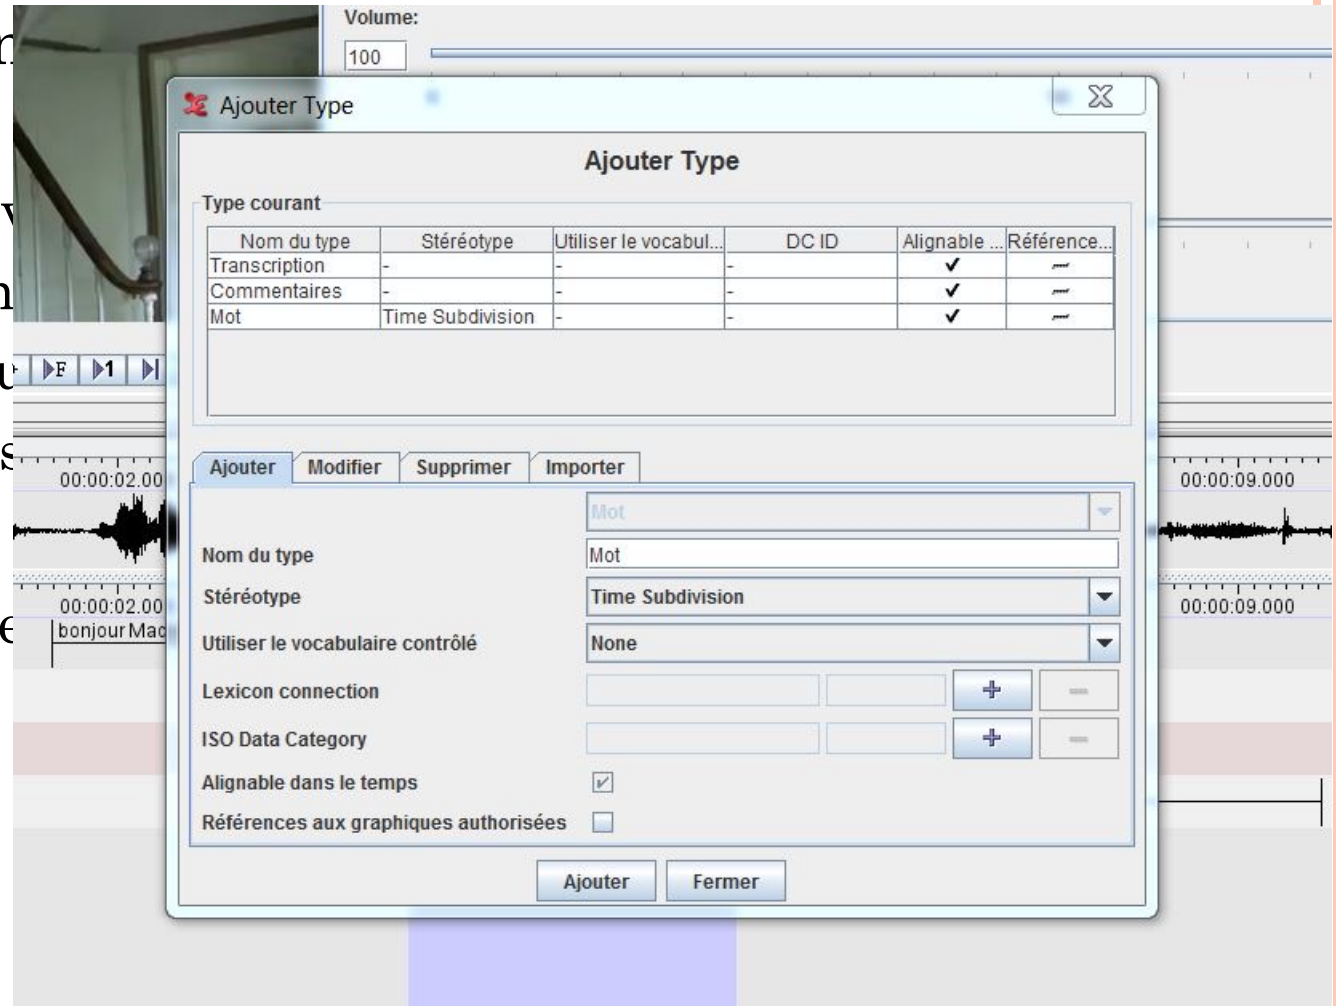 Volume:
100
Ajouter Type
Ajouter Type
Type courant
Nom du type Stéréotype Utiliser le vocabul... DC ID Alignable ... Référence...
Transcription - - - ✔
Commentaires - - - ✔
Mot Time Subdivision - - ✔
F 1
Ajouter Modifier Supprimer Importer
00:00:02.00 00:00:09.000
Mot
Nom du type Mot
Stéréotype Time Subdivision
00:00:02.00 00:00:09.000
bonjour Mad
Utiliser le vocabulaire contrôlé None
Lexicon connection + -
ISO Data Category + -
Alignable dans le temps
Références aux graphiques authorisées
Ajouter Fermer